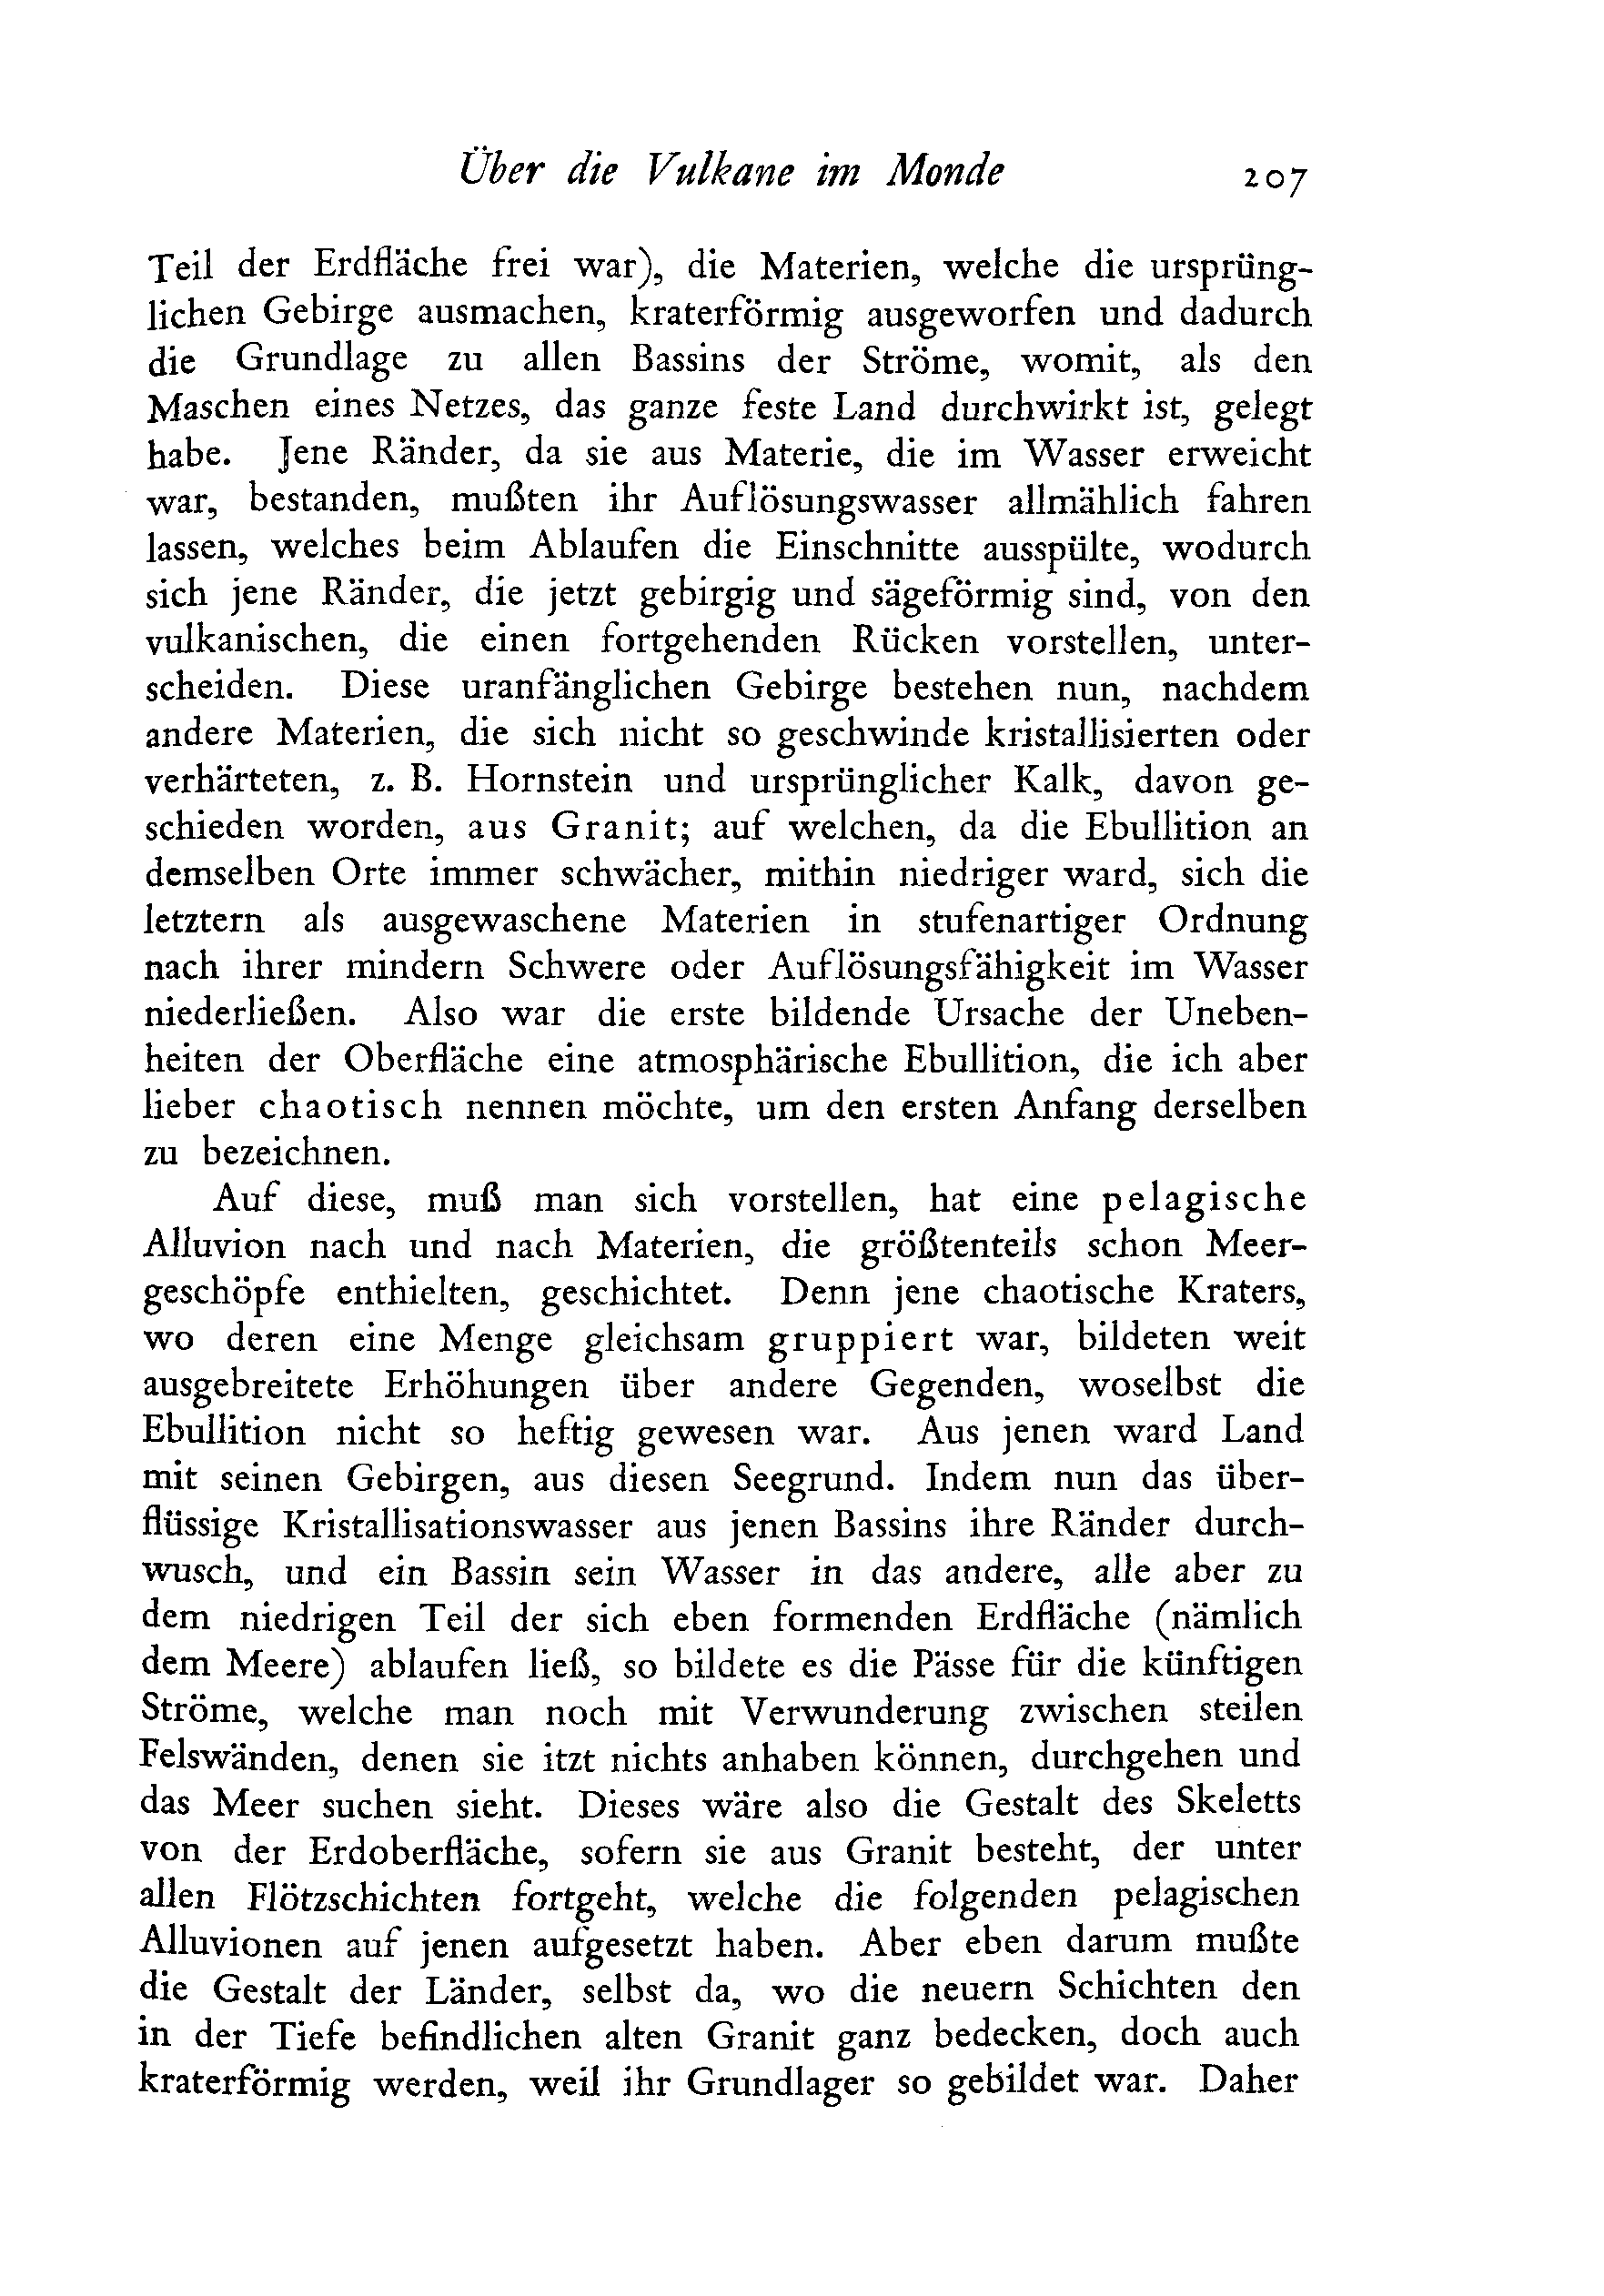 Über die Vulkane im Monde 207
Teil der Erdfläche frei war), die Materien, welche die ursprüng-
lichen Gebirge ausmachen, kraterförmig ausgeworfen und dadurch
die Grundlage zu allen Bassins der Ströme, womit, als den
Maschen eines Netzes, das ganze feste Land durchwirkt ist, gelegt
habe. Jene Ränder, da sie aus Materie, die im Wasser erweicht
war, bestanden, mußten ihr Auflösungswasser allmählich fahren
lassen, welches beim Ablaufen die Einschnitte ausspülte, wodurch
sich jene Ränder, die jetzt gebirgig und sägeförmig sind, von den
vulkanischen, die einen fortgehenden Rücken vorstellen, unter-
scheiden. Diese uranfänglichen Gebirge bestehen nun, nachdem
andere Materien, die sich nicht so geschwinde kristallisierten oder
verhärteten, z. B. Hornstein und ursprünglicher Kalk, davon ge-
schieden worden, aus Granit; auf welchen, da die Ebullition an
demselben Orte immer schwächer, mithin niedriger ward, sich die
letztern als ausgewaschene Materien in stufenartiger Ordnung
nach ihrer mindern Schwere oder Auflösungsfähigkeit im Wasser
niederließen. Also war die erste bildende Ursache der Uneben-
heiten der Oberfläche eine atmosphärische Ebullition, die ich aber
lieber chaotisch nennen möchte, um den ersten Anfang derselben
zu bezeichnen.
Auf diese, muß man sich vorstellen, hat eine pelagische
Alluvion nach und nach Materien, die größtenteils schon Meer-
geschöpfe enthielten, geschichtet. Denn jene chaotische Kraters,
wo deren eine Menge gleichsam gruppiert war, bildeten weit
ausgebreitete Erhöhungen über andere Gegenden, woselbst die
Ebullition nicht so heftig gewesen war. Aus jenen ward Land
mit seinen Gebirgen, aus diesen Seegrund. Indem nun das über-
flüssige Kristallisationswasser aus jenen Bassins ihre Ränder durch-
wusch, und ein Bassin sein Wasser in das andere, alle aber zu
dem niedrigen Teil der sich eben formenden Erdfläche (nämlich
dem Meere) ablaufen ließ, so bildete es die Pässe für die künftigen
Ströme, welche man noch mit Verwunderung zwischen steilen
Felswänden, denen sie itzt nichts anhaben können, durchgehen und
das Meer suchen sieht. Dieses wäre also die Gestalt des Skeletts
von der Erdoberfläche, sofern sie aus Granit besteht, der unter
allen Flötzschichten fortgeht, welche die folgenden pelagischen
Alluvionen auf jenen aufgesetzt haben. Aber eben darum mußte
die Gestalt der Länder, selbst da, wo die neuern Schichten den
in der Tiefe befindlichen alten Granit ganz bedecken, doch auch
kraterförmig werden, weil ihr Grundlager so gebildet war. Daher